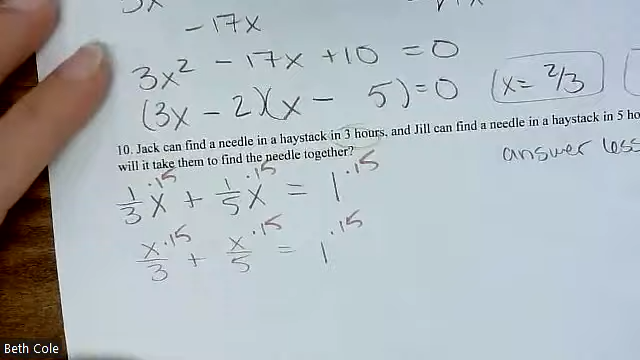 - 17x
3x² - 17x + 10 = 0
(3x - 2)(x - 5) = 0 x = 2/3
10. Jack can find a needle in a haystack in 3 hours, and Jill can find a needle in a haystack in 5 ho
will it take them to find the needle together?
answer less
1/3 x ·15 + 1/5 x ·15 = 1 ·15
x/3 ·15 + x/5 ·15 = 1 ·15
Beth Cole